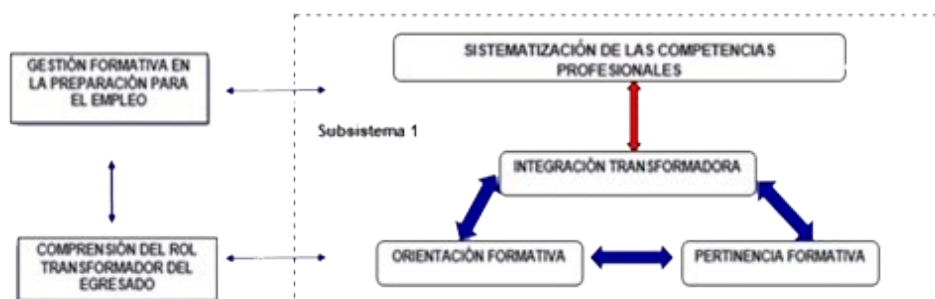 GESTIÓN FORMATIVA EN
LA PREPARACIÓN PARA
EL EMPLEO
SISTEMATIZACIÓN DE LAS COMPETENCIAS
PROFESIONALES
Subsistema 1
INTEGRACIÓN TRANSFORMADORA
COMPRENSIÓN DEL ROL
TRANSFORMADOR DEL
EGRESADO
ORIENTACIÓN FORMATIVA
PERTINENCIA FORMATIVA